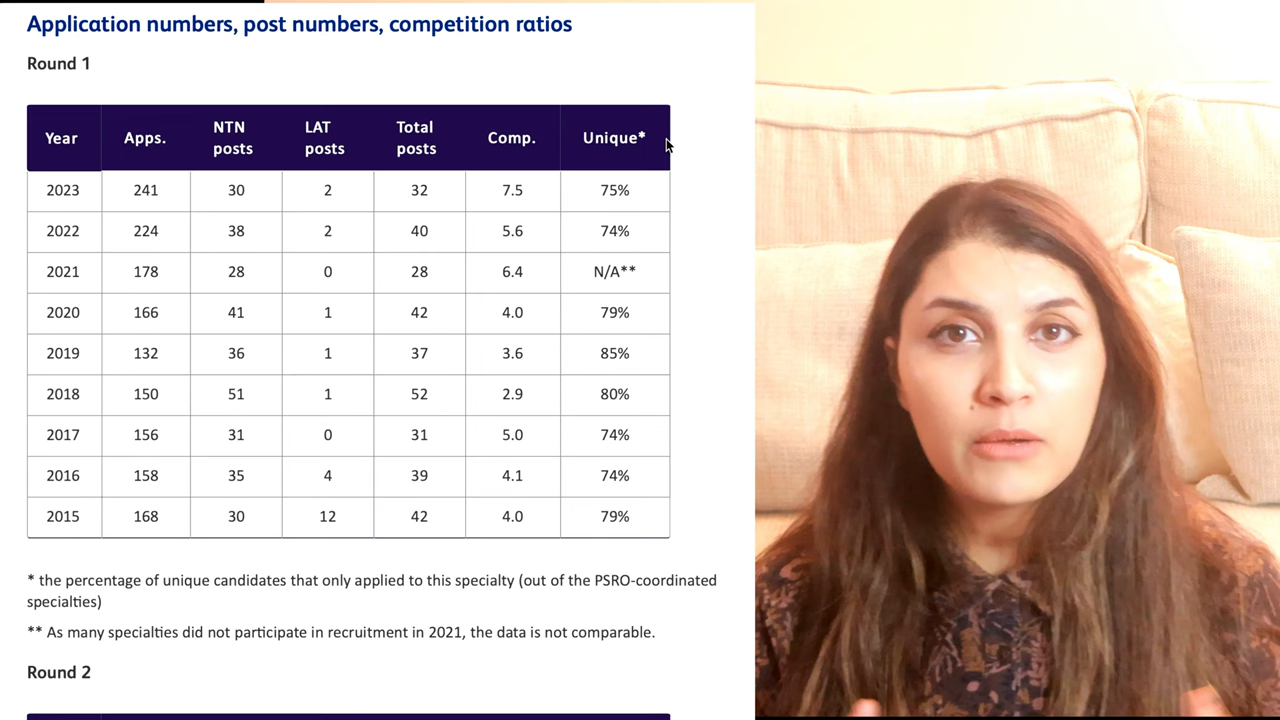 Application numbers, post numbers, competition ratios
Round 1
Year Apps. NTN posts LAT posts Total posts Comp. Unique*
2023 241 30 2 32 7.5 75%
2022 224 38 2 40 5.6 74%
2021 178 28 0 28 6.4 N/A**
2020 166 41 1 42 4.0 79%
2019 132 36 1 37 3.6 85%
2018 150 51 1 52 2.9 80%
2017 156 31 0 31 5.0 74%
2016 158 35 4 39 4.1 74%
2015 168 30 12 42 4.0 79%
* the percentage of unique candidates that only applied to this specialty (out of the PSRO-coordinated
specialties)
** As many specialties did not participate in recruitment in 2021, the data is not comparable.
Round 2